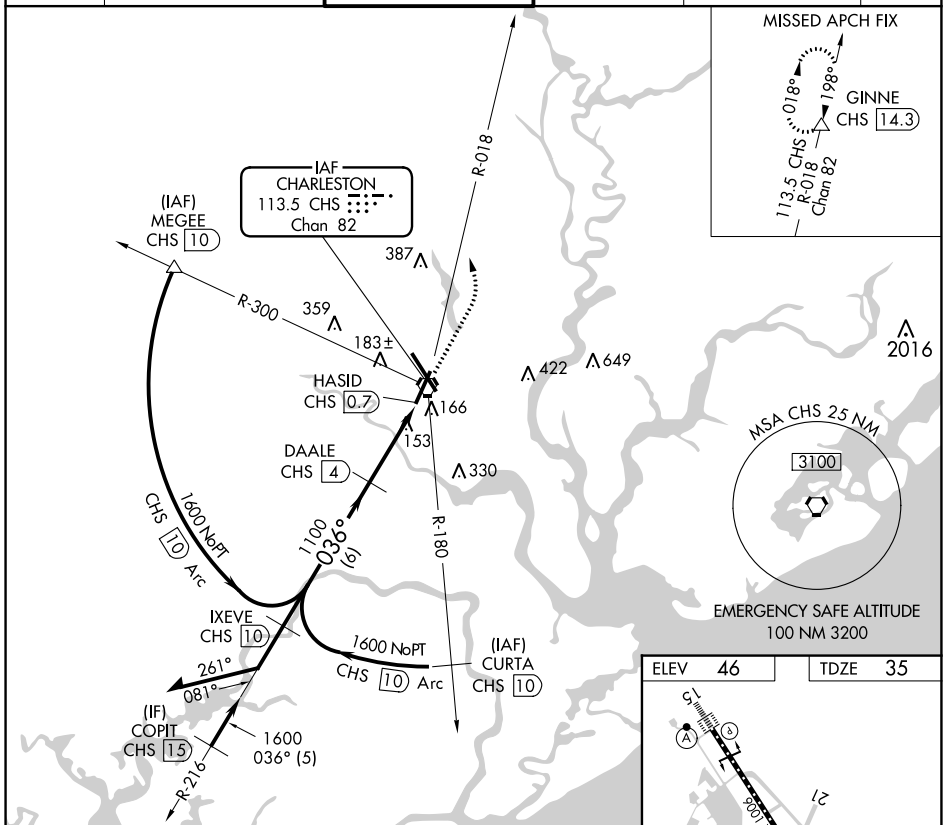 MISSED APCH FIX
018°
198°
GINNE
CHS 14.3
113.5 CHS
R-018
Chan 82
IAF
CHARLESTON
113.5 CHS
Chan 82
R-018
(IAF)
MEGEE
CHS 10
R-300
387
359
183±
422
649
2016
HASID
CHS 0.7
166
153
DAALE
CHS 4
330
MSA CHS 25 NM
3100
EMERGENCY SAFE ALTITUDE
100 NM 3200
1600 NoPT
CHS 10 Arc
1100
036°
(6)
R-180
IXEVE
CHS 10
1600 NoPT
CHS 10 Arc
(IAF)
CURTA
CHS 10
261°
081°
(IF)
COPIT
CHS 15
1600
036° (5)
R-216
ELEV 46
TDZE 35
15
A
P
21